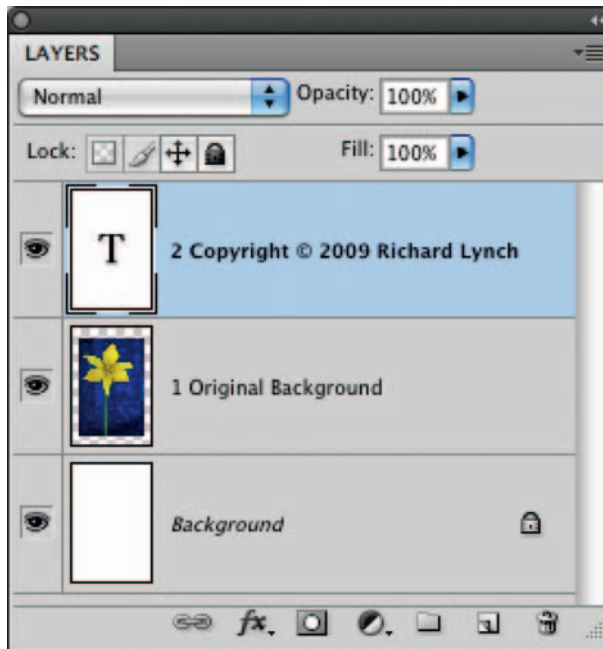 LAYERS
Normal Opacity: 100%
Lock: Fill: 100%
T 2 Copyright © 2009 Richard Lynch
1 Original Background
Background
fx.